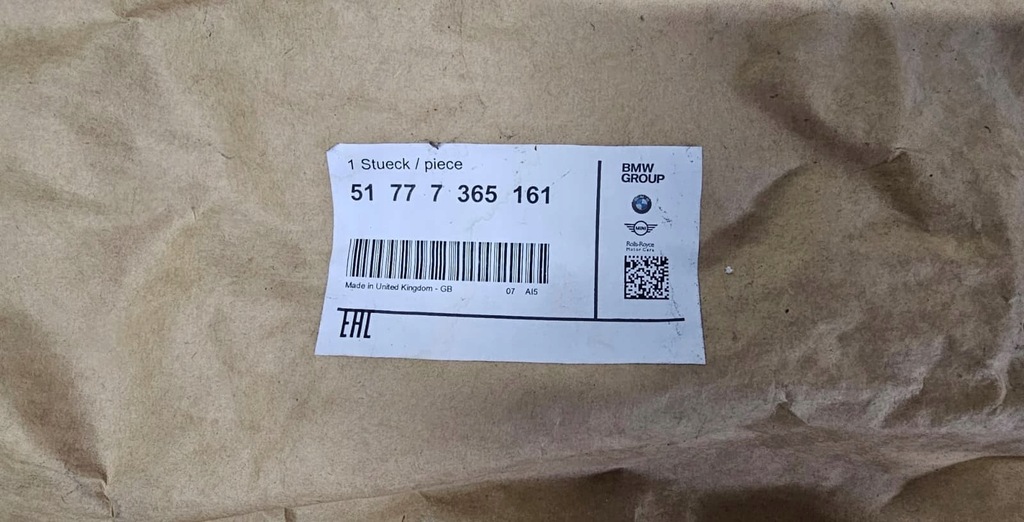 1 Stueck / piece
51 77 7 365 161
Made in United Kingdom - GB 07 AI5
EAC
BMW
GROUP
MINI
Rolls-Royce
Motor Cars